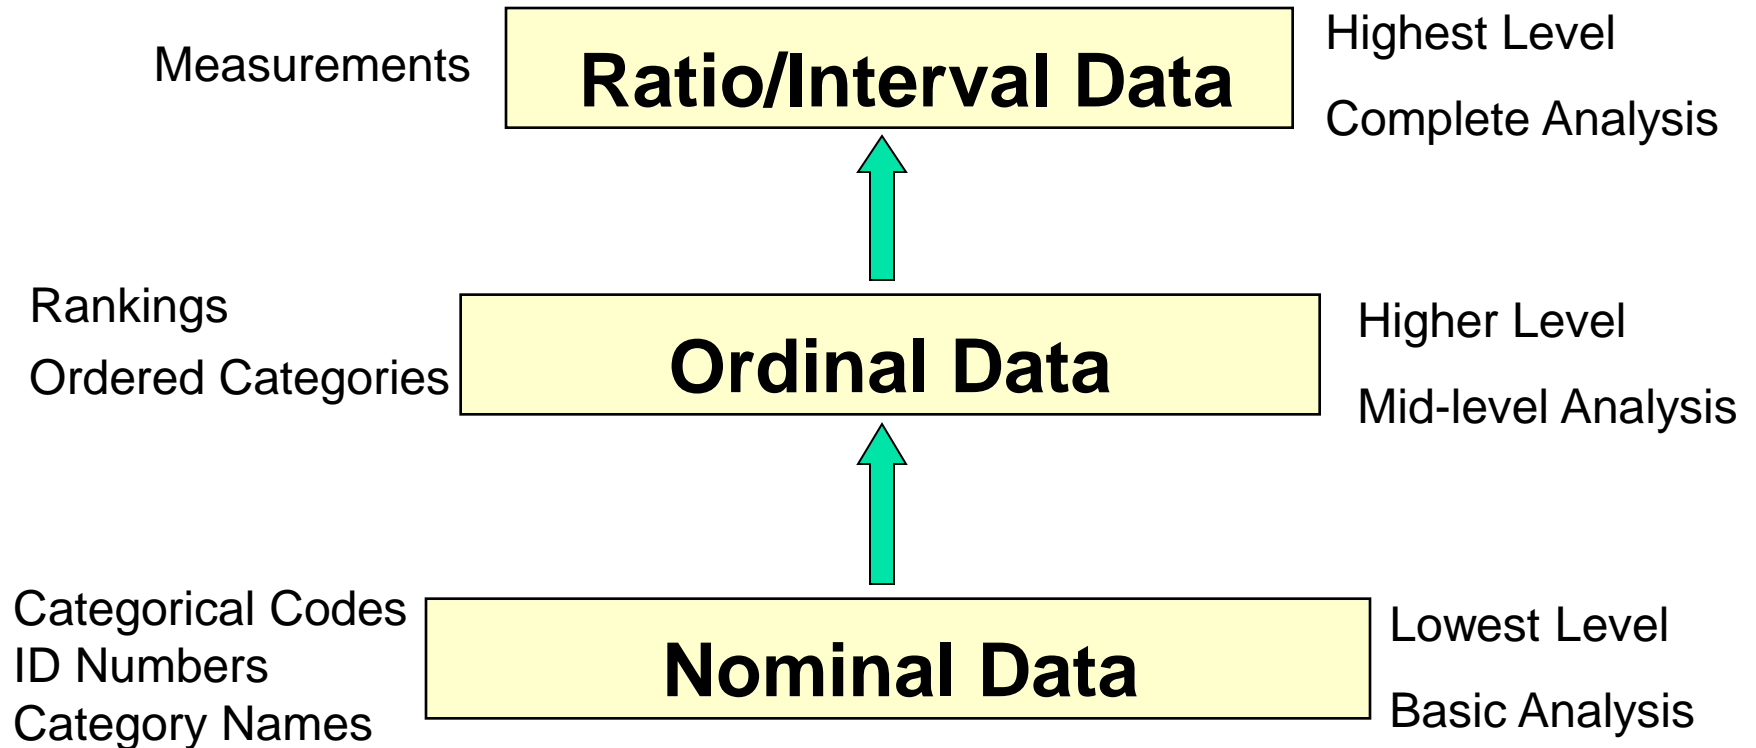 Measurements
Ratio/Interval Data
Highest Level
Complete Analysis
Rankings
Ordered Categories
Ordinal Data
Higher Level
Mid-level Analysis
Categorical Codes
ID Numbers
Category Names
Nominal Data
Lowest Level
Basic Analysis